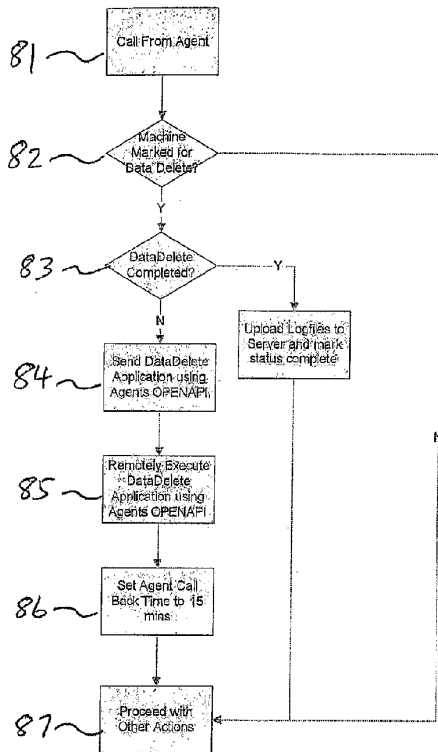 81
Call From Agent
82
Machine
Marked for
Data Delete?
Y
83
DataDelete
Completed?
Y
N
Upload Logfiles to
Server and mark
status complete
84
Send DataDelete
Application using
Agents OPENAPI.
N
85
Remotely Execute
DataDelete
Application using
Agents OPENAPI
86
Set Agent Call
Back Time to 15
mins
87
Proceed with
Other Actions